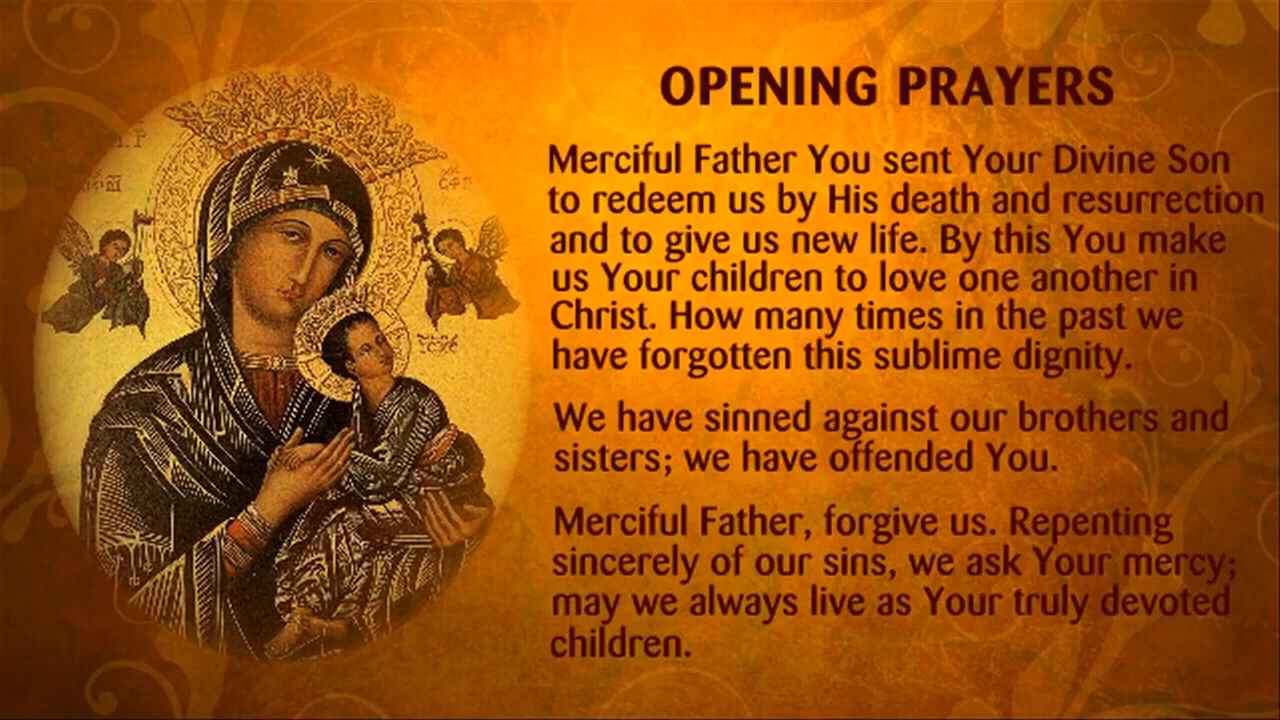 OPENING PRAYERS
Merciful Father You sent Your Divine Son
to redeem us by His death and resurrection
and to give us new life. By this You make
us Your children to love one another in
Christ. How many times in the past we
have forgotten this sublime dignity.
We have sinned against our brothers and
sisters; we have offended You.
Merciful Father, forgive us. Repenting
sincerely of our sins, we ask Your mercy;
may we always live as Your truly devoted
children.